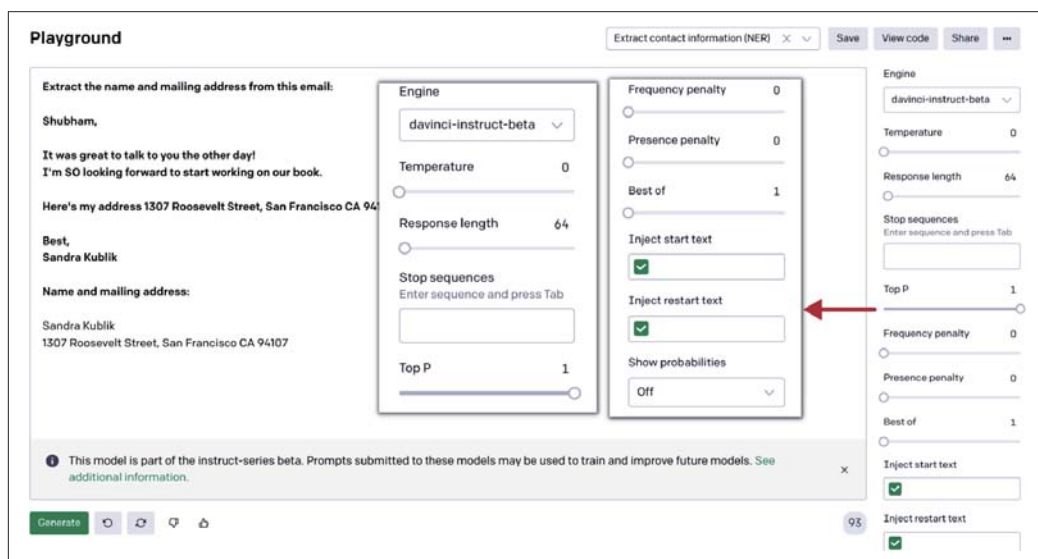 Playground
Extract contact information (NER)
Save
View code
Share
Extract the name and mailing address from this email:
Shubham,
It was great to talk to you the other day!
I'm SO looking forward to start working on our book.
Here's my address 1307 Roosevelt Street, San Francisco CA
Best,
Sandra Kublik
Name and mailing address:
Sandra Kublik
1307 Roosevelt Street, San Francisco CA 94107
Engine
davinci-instruct-beta
Temperature 0
Response length 64
Stop sequences
Enter sequence and press Tab
Top P 1
Frequency penalty 0
Presence penalty 0
Best of 1
Inject start text
Inject restart text
Show probabilities
Off
Engine
davinci-instruct-beta
Temperature 0
Response length 64
Stop sequences
Enter sequence and press Tab
Top P 1
Frequency penalty 0
Presence penalty 0
Best of 1
Inject start text
Inject restart text
This model is part of the instruct-series beta. Prompts submitted to these models may be used to train and improve future models. See
additional information.
Generate
93